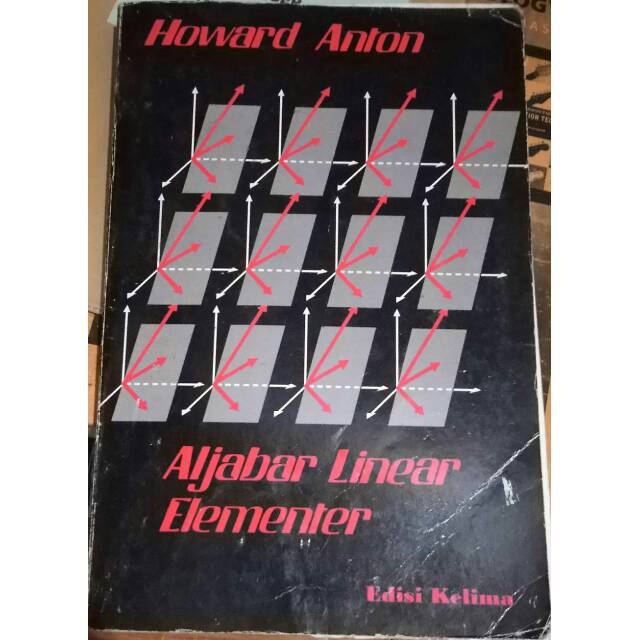 Howard Anton
Aljabar Linear
Elementer
Edisi Kelima